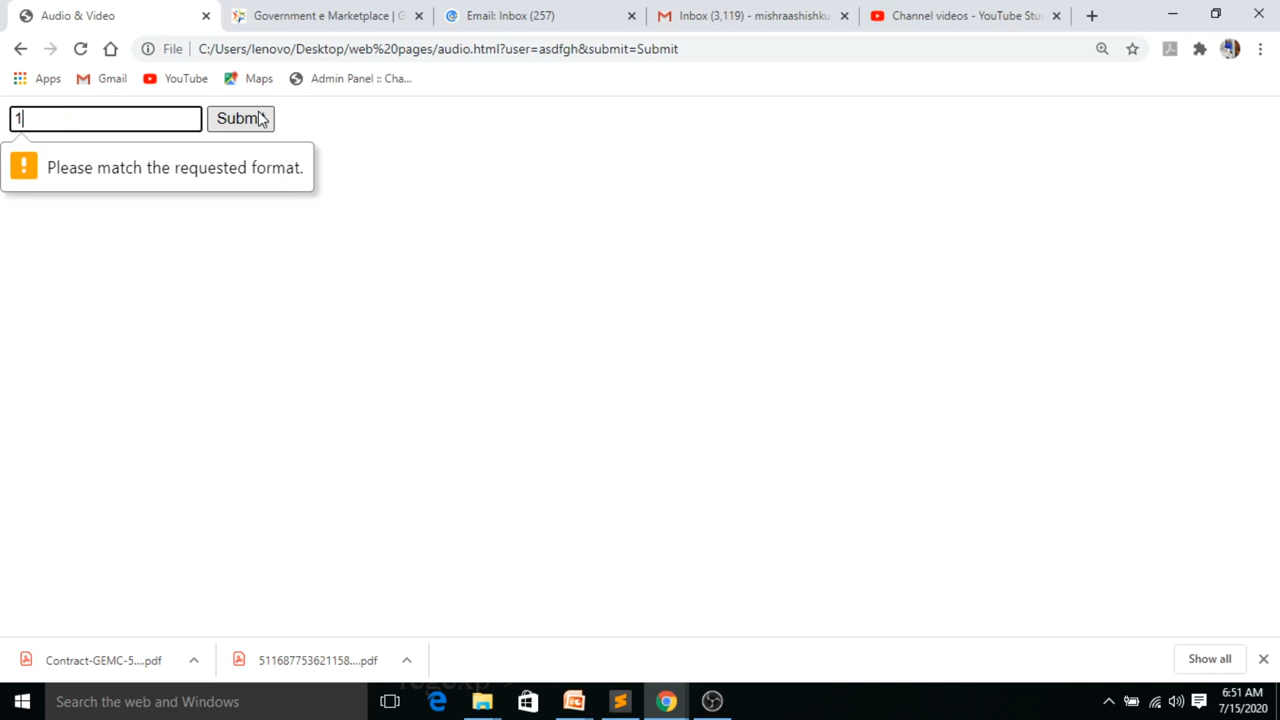 Audio & Video
Government e Marketplace | G
Email: Inbox (257)
Inbox (3,119) - mishraashishku
Channel videos - YouTube Stu
File
C:/Users/lenovo/Desktop/web%20pages/audio.html?user=asdfgh&submit=Submit
Apps
Gmail
YouTube
Maps
Admin Panel :: Cha...
1
Submit
Please match the requested format.
Contract-GEMC-5....pdf
511687753621158....pdf
Show all
regexp
Search the web and Windows
6:51 AM
7/15/2020